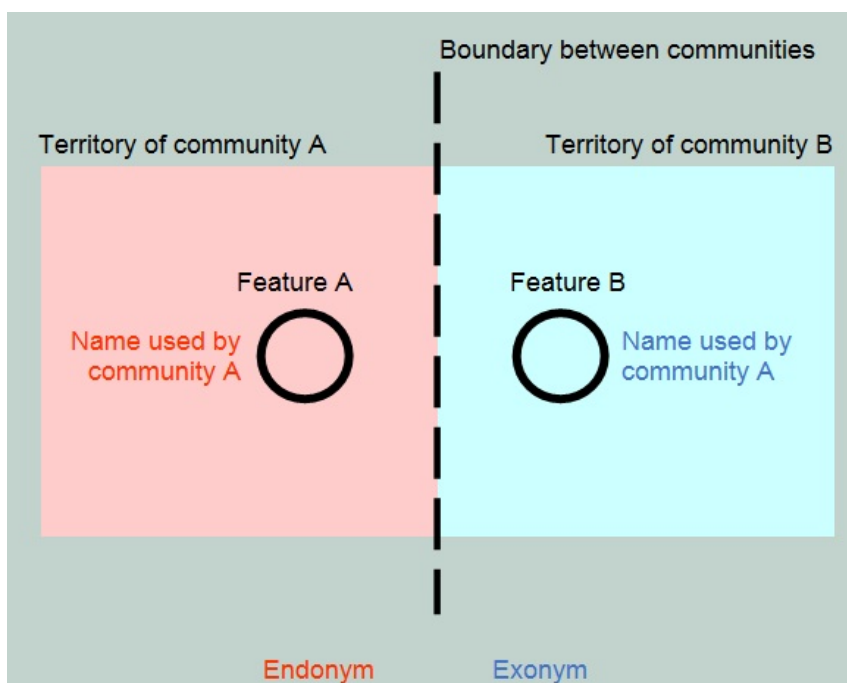 Boundary between communities
Territory of community A
Territory of community B
Feature A
Feature B
Name used by
community A
Name used by
community A
Endonym
Exonym